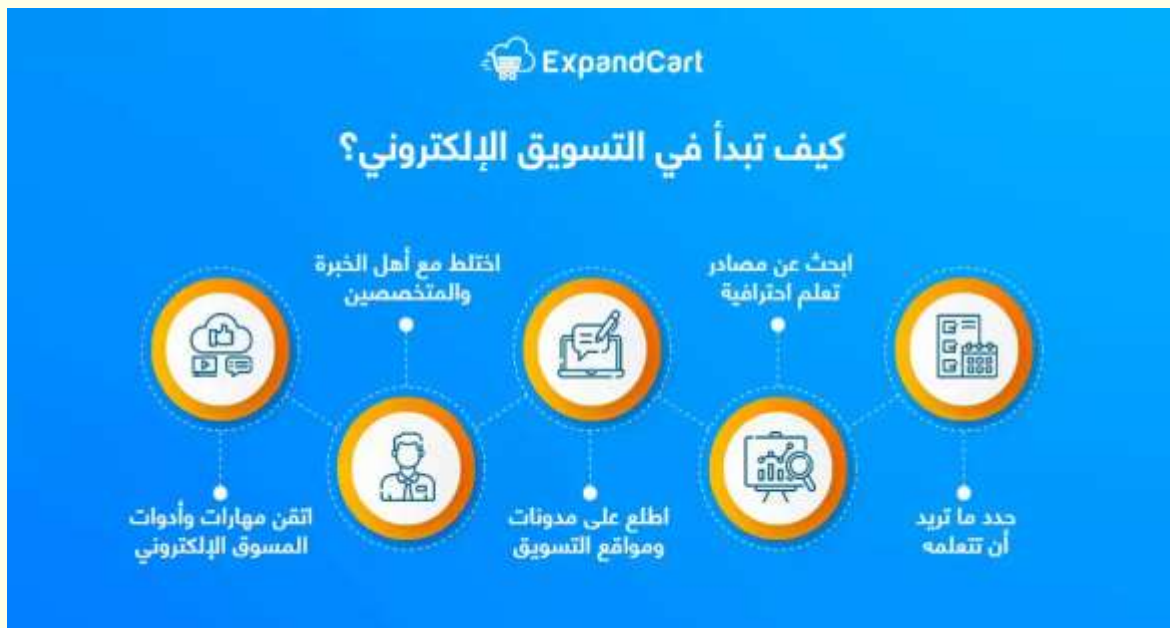 ExpandCart
كيف تبدأ في التسويق الإلكتروني؟
حدد ما تريد
أن تتعلمه
ابحث عن مصادر
تعلم احترافية
اطلع على مدونات
ومواقع التسويق
اختلط مع أهل الخبرة
والمتخصصين
اتقن مهارات وأدوات
المسوق الإلكتروني